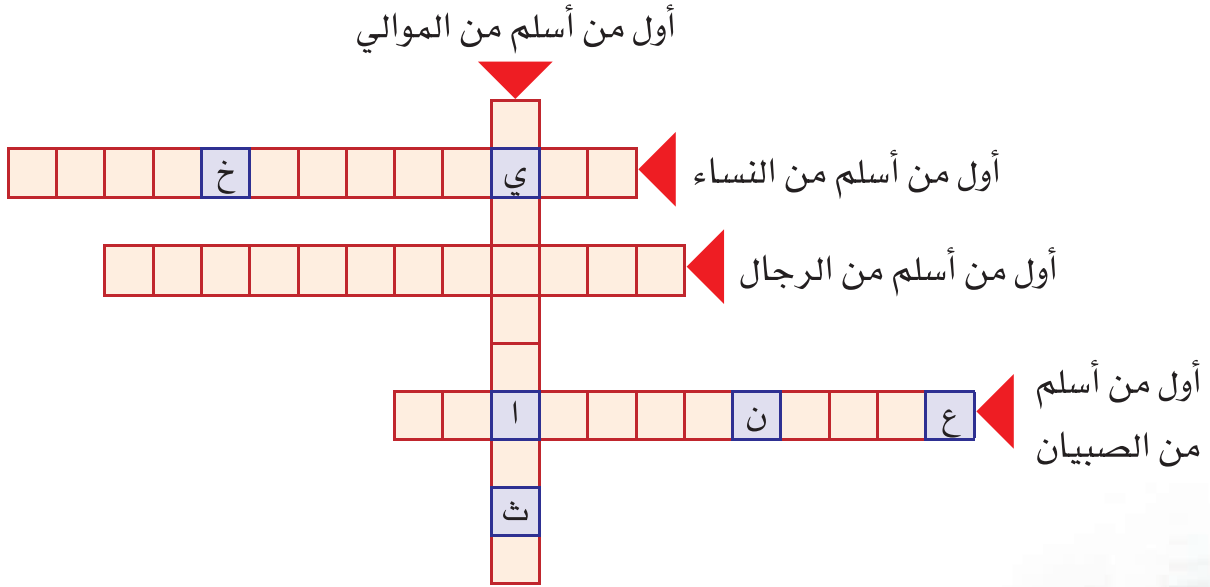 أول من أسلم من الموالي
أول من أسلم من النساء
ي
خ
أول من أسلم من الرجال
أول من أسلم
من الصبيان
ع
ن
ا
ث